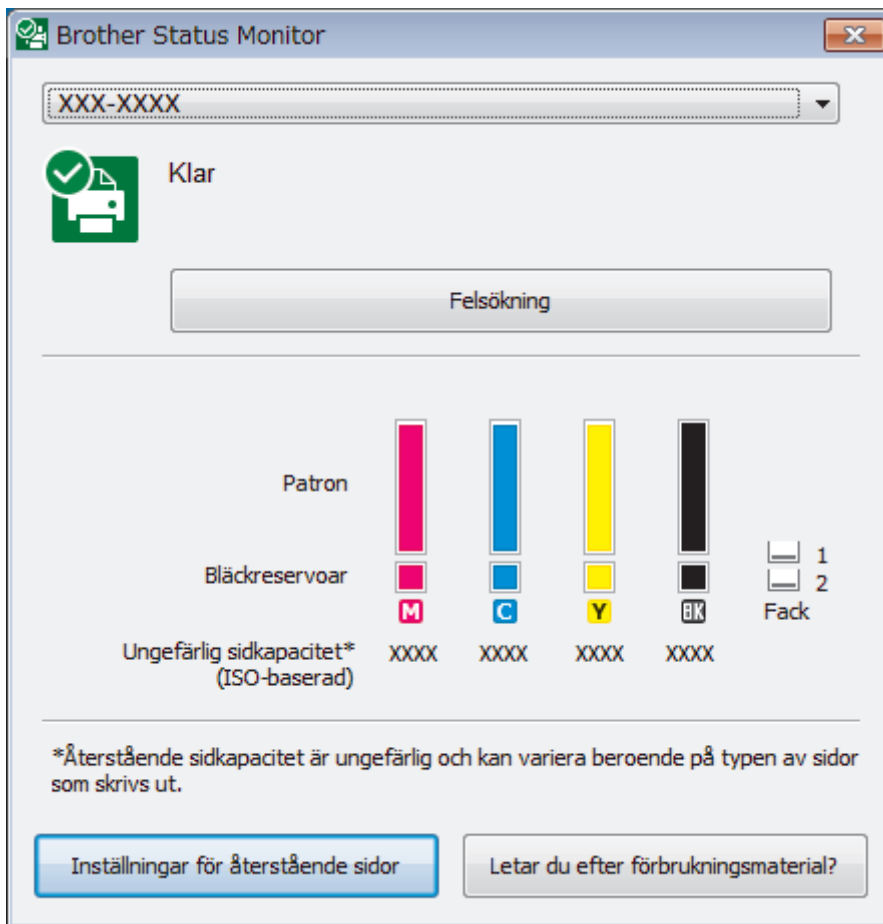 Brother Status Monitor
XXX-XXXX
Klar
Felsökning
Patron
Bläckreservoar
1
2
M C Y BK Fack
Ungefärlig sidkapacitet* XXXX XXXX XXXX XXXX
(ISO-baserad)
*Återstående sidkapacitet är ungefärlig och kan variera beroende på typen av sidor
som skrivs ut.
Inställningar för återstående sidor
Letar du efter förbrukningsmaterial?